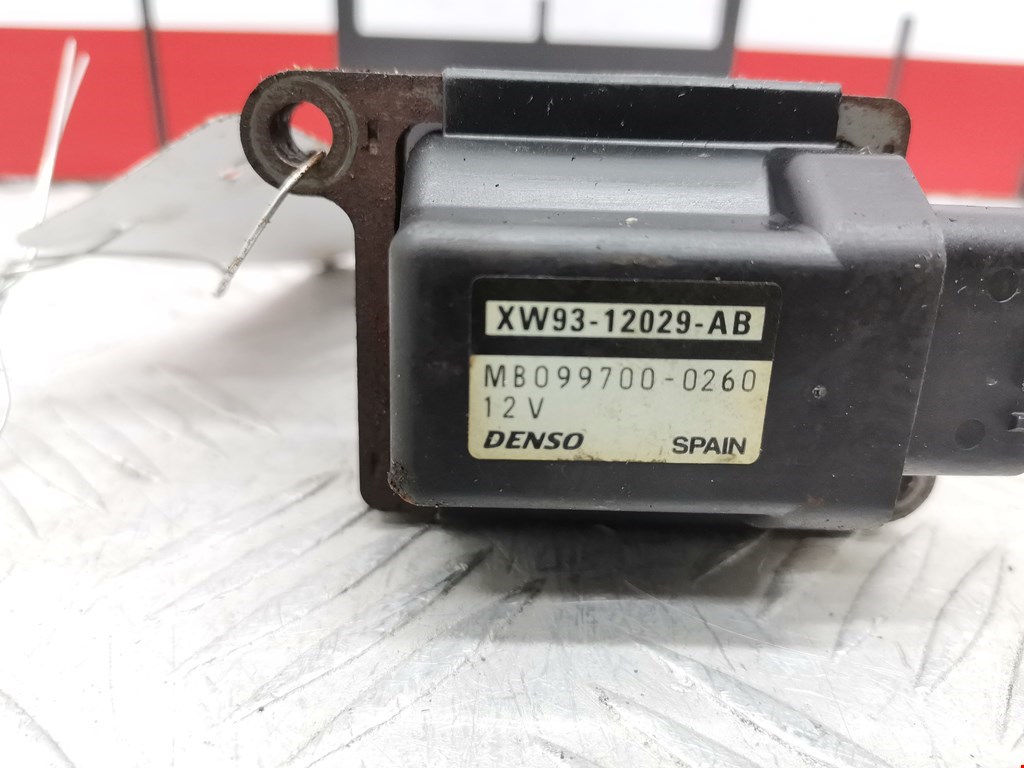 XW93-12029-AB
MB099700-0260
12V
DENSO SPAIN